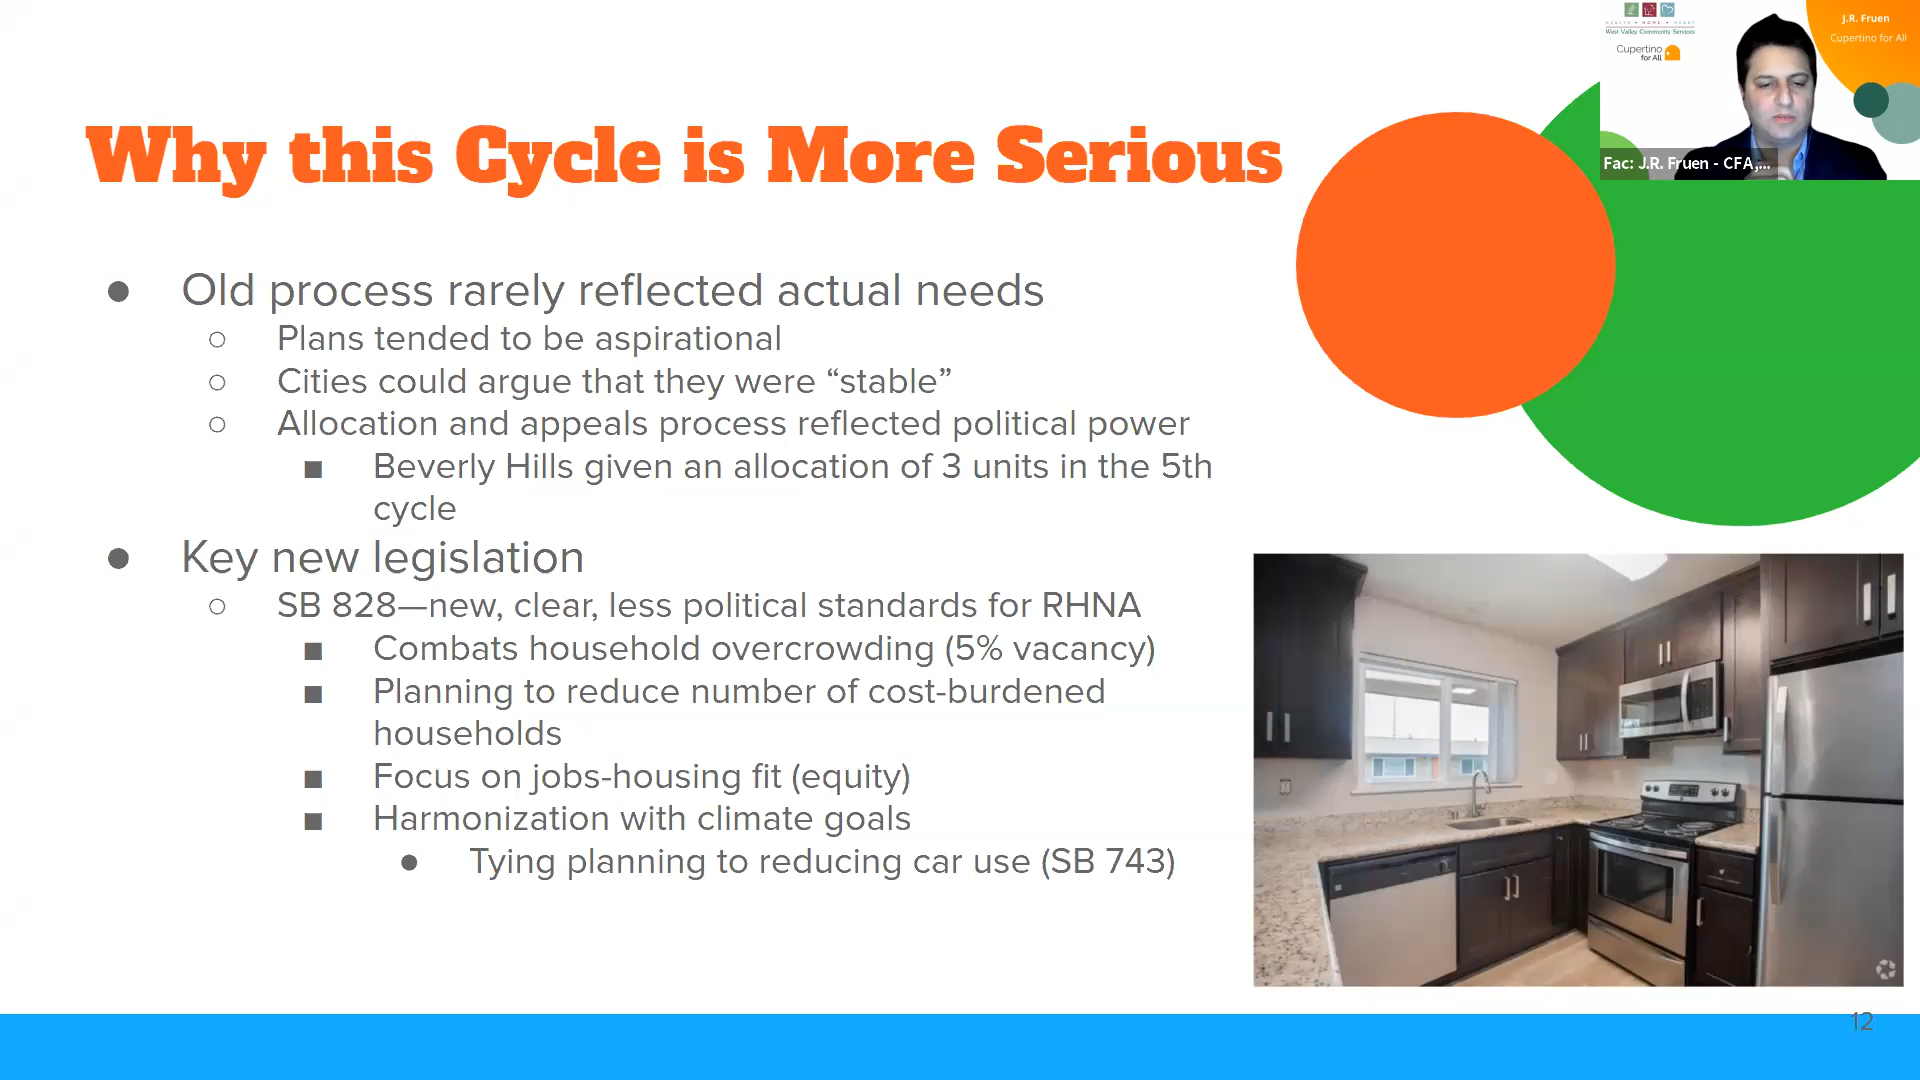 HEALTH • HOME • HEART
West Valley Community Services
Cupertino
for All
J.R. Fruen
Cupertino for All
Fac: J.R. Fruen - CFA,...
Why this Cycle is More Serious
● Old process rarely reflected actual needs
○ Plans tended to be aspirational
○ Cities could argue that they were “stable”
○ Allocation and appeals process reflected political power
■ Beverly Hills given an allocation of 3 units in the 5th
cycle
● Key new legislation
○ SB 828—new, clear, less political standards for RHNA
■ Combats household overcrowding (5% vacancy)
■ Planning to reduce number of cost-burdened
households
■ Focus on jobs-housing fit (equity)
■ Harmonization with climate goals
● Tying planning to reducing car use (SB 743)
12